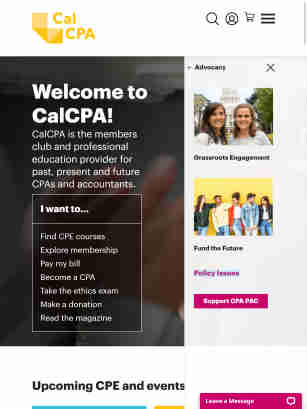 Cal
CPA
Advocacy
Welcome to
CalCPA!
CalCPA is the members
club and professional
education provider for
past, present and future
CPAs and accountants.
I want to...
Find CPE courses
Explore membership
Pay my bill
Become a CPA
Take the ethics exam
Make a donation
Read the magazine
Grassroots Engagement
Fund the Future
Policy Issues
Support CPA PAC
Upcoming CPE and events
Leave a Message